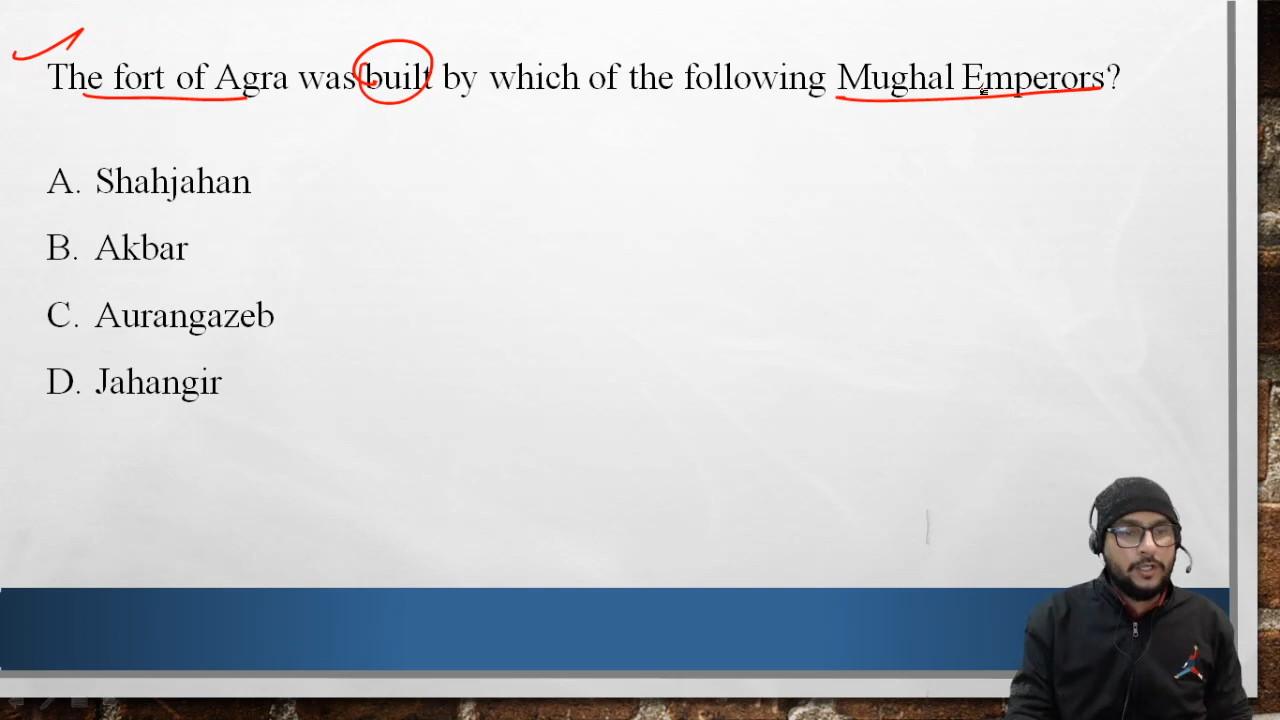 The fort of Agra was built by which of the following Mughal Emperors?
A. Shahjahan
B. Akbar
C. Aurangazeb
D. Jahangir